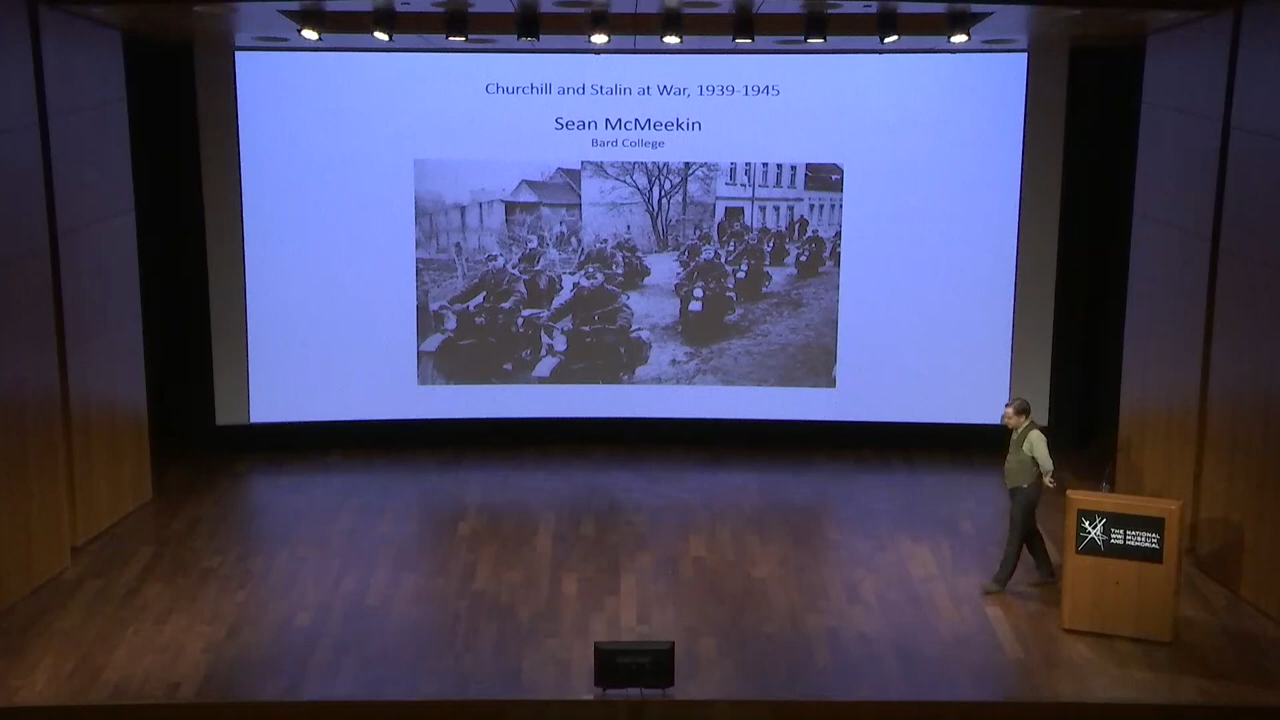 Churchill and Stalin at War, 1939-1945
Sean McMeekin
Bard College
THE NATIONAL
WWI MUSEUM
AND MEMORIAL